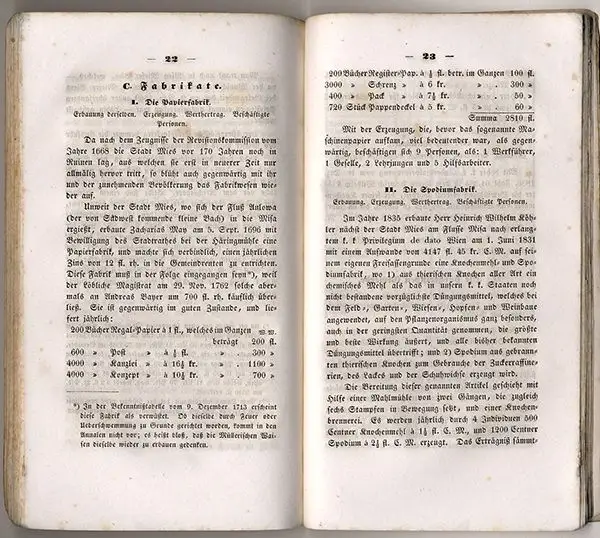 — 22 —
C. Fabrikate.
I. Die Papierfabrik.
Erbauung derselben. Erzeugung. Werthertrag. Beschäftigte
Personen.
Da nach dem Zeugnisse der Revisionskommission vom
Jahre 1668 die Stadt Mies vor 170 Jahren noch in
Ruinen lag, aus welchen sie erst in neuerer Zeit nur
allmälig hervor tritt, so blüht auch gegenwärtig mit ihr
und der zunehmenden Bevölkerung das Fabrikwesen wie-
der auf.
Unweit der Stadt Mies, wo sich der Fluß Aulowa
(der von Südwest kommende kleine Bach) in die Misa
ergießt, erbaute Zacharias May am 5. Sept. 1696 mit
Bewilligung des Stadtrathes bei der Häringmühle eine
Papierfabrik, und machte sich verbindlich, einen jährlichen
Zins von 12 fl. rh. in die Gemeindrenten zu entrichten.
Diese Fabrik muß in der Folge eingegangen seyn*), weil
der Löbliche Magistrat am 29. Nov. 1762 solche aber-
mals an Andreas Bayer um 700 fl. rh. käuflich über-
ließ. Sie ist gegenwärtig im guten Zustande, und lie-
fert jährlich:
200 Bücher Regal-Papier à 1 fl., welches im Ganzen W. W.
beträgt 200 fl.
600 » Post » à ½ fl. » 300 »
4000 » Kanzlei » à 16½ kr. » » 1100 »
4000 » Konzept » à 10½ kr. » » 700 »
*) In der Bekenntnißtabelle vom 9. Dezember 1713 erscheint
diese Fabrik als verwüstet. Ob dieselbe durch Feuer oder
Ueberschwemmung zu Grunde gerichtet worden, kommt in den
Annalen nicht vor; es heißt bloß, daß die Müllerischen Wai-
sen dieselbe wieder zu erbauen gedenken.
— 23 —
200 Bücher Register-Pap. à ½ fl. betr. im Ganzen 100 fl.
3000 » Schrenz » à 6 kr. » » . 300 »
400 » Pack » à 7½ kr. » » . 50 »
720 Stück Pappendeckel à 5 kr. » » . 60 »
Summa 2810 fl.
Mit der Erzeugung, die, bevor das sogenannte Ma-
schinenpapier aufkam, viel bedeutender war, als gegen-
wärtig, beschäftigen sich 9 Personen, als: 1 Werkführer,
1 Geselle, 2 Lehrjungen und 5 Hilfsarbeiter.
II. Die Spodiumfabrik.
Erbauung. Erzeugung. Werthertrag. Beschäftigte Personen.
Im Jahre 1835 erbaute Herr Heinrich Wilhelm Köh-
ler nächst der Stadt Mies am Flusse Misa nach erlang-
tem k. k. Privilegium de dato Wien am 1. Juni 1831
mit einem Aufwande von 4147 fl. 45 kr. C. M. auf sei-
nem eigenen Freisassengrunde eine Knochenmehl- und Spo-
diumfabrik, wo 1) aus thierischen Knochen aller Art ein
chemisches Mehl als das in unsern k. k. Staaten noch
nicht bestandene vorzüglichste Düngungsmittel, welches bei
dem Feld-, Garten-, Wiesen-, Hopfen- und Weinbaue
angewendet, auf den Pflanzenorganismus ganz besonders,
auch in der geringsten Quantität genommen, die größte
und beste Wirkung äußert, und alle bisher bekannten
Düngungsmittel übertrifft; und 2) Spodium aus gebrann-
ten thierischen Knochen zum Gebrauche der Zuckerraffine-
rien, des Lackes und der Schuhwichse erzeugt wird.
Die Bereitung dieser genannten Artikel geschieht mit
Hilfe einer Mahlmühle von zwei Gängen, die zugleich
sechs Stampfen in Bewegung setzt, und einer Knochen-
brennerei. Es werden jährlich durch 4 Individuen 500
Centner Knochenmehl à 1½ fl. C. M., und 1200 Centner
Spodium à 2½ fl. C. M. erzeugt. Das Erträgniß sämmt-